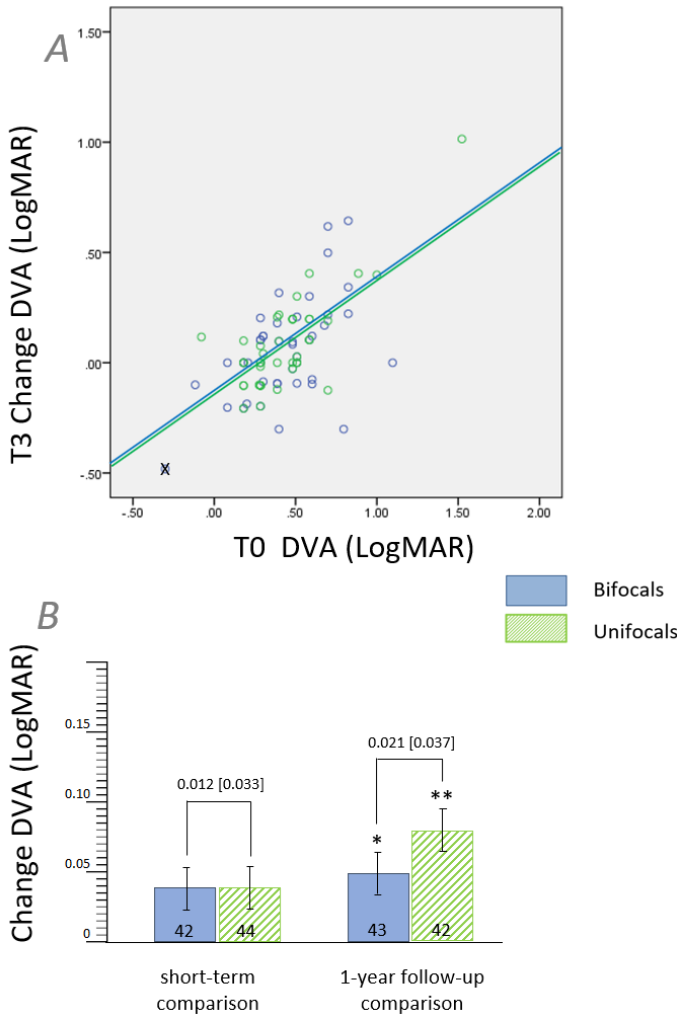 A
T3 Change DVA (LogMAR)
1.50
1.00
.50
.00
-.50
X
-.50
.00
.50
1.00
1.50
2.00
T0 DVA (LogMAR)
Bifocals
Unifocals
B
Change DVA (LogMAR)
0.15
0.10
0.05
0
0.012 [0.033]
0.021 [0.037]
*
**
42
44
43
42
short-term
comparison
1-year follow-up
comparison